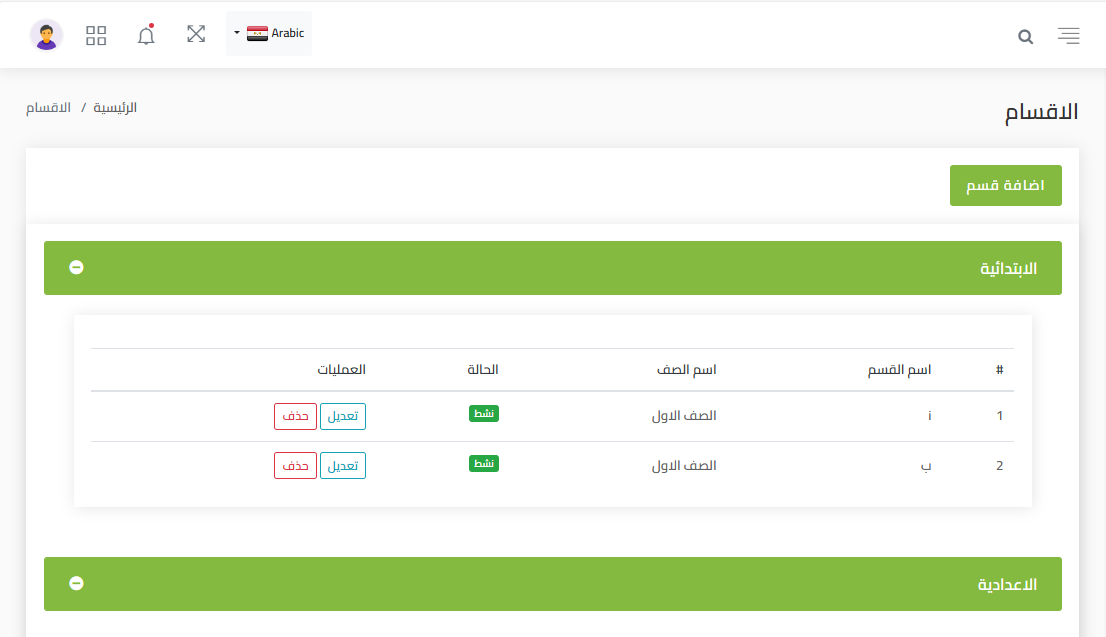 Arabic
الاقسام
الرئيسية / الاقسام
اضافة قسم
الابتدائية
# اسم القسم اسم الصف الحالة العمليات
1 أ الصف الاول نشط تعديل حذف
2 ب الصف الاول نشط تعديل حذف
الاعدادية